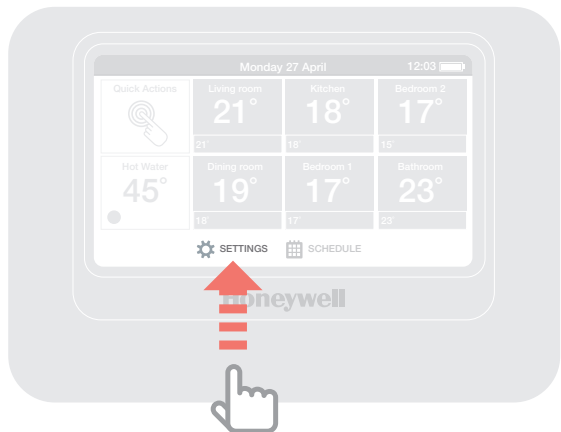 Monday 27 April 12:03
Quick Actions
Living room
21°
21°
Kitchen
18°
18°
Bedroom 2
17°
15°
Hot Water
45°
Dining room
19°
18°
Bedroom 1
17°
17°
Bathroom
23°
23°
SETTINGS SCHEDULE
Honeywell